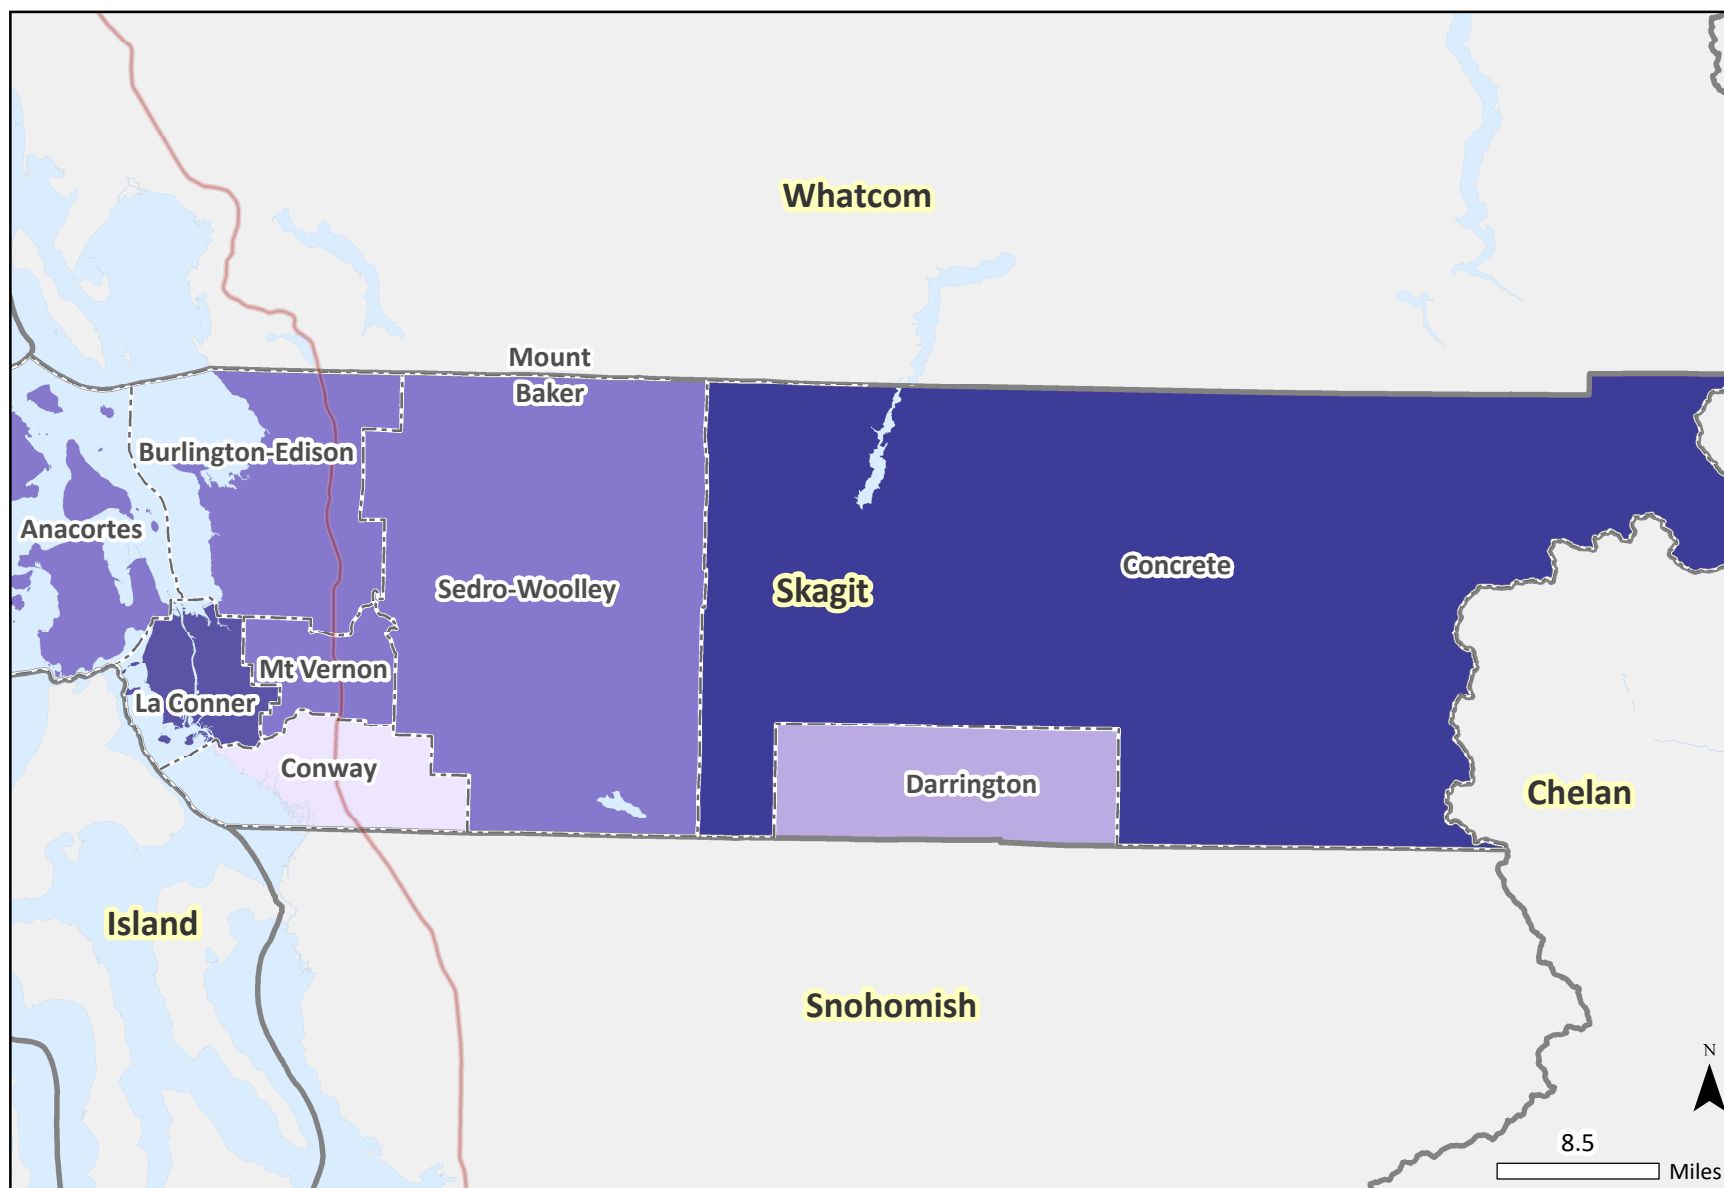 Whatcom
Mount
Baker
Burlington-Edison
Anacortes
Sedro-Woolley
Skagit
Concrete
Mt Vernon
La Conner
Conway
Darrington
Chelan
Island
Snohomish
N
8.5
Miles